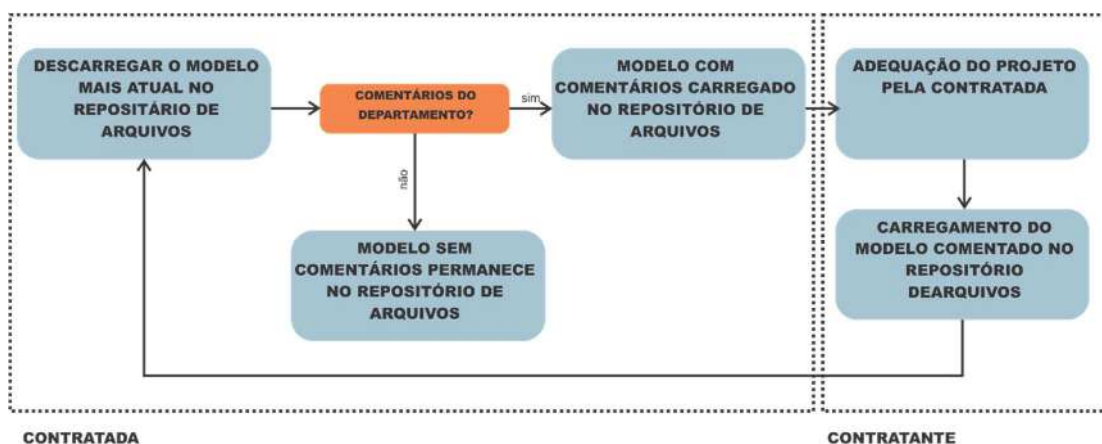 DESCARREGAR O MODELO
MAIS ATUAL NO
REPOSITÁRIO DE
ARQUIVOS
COMENTÁRIOS DO
DEPARTAMENTO?
sim
não
MODELO COM
COMENTÁRIOS CARREGADO
NO REPOSITÓRIO DE
ARQUIVOS
MODELO SEM
COMENTÁRIOS PERMANECE
NO REPOSITÓRIO DE
ARQUIVOS
ADEQUAÇÃO DO PROJETO
PELA CONTRATADA
CARREGAMENTO DO
MODELO COMENTADO NO
REPOSITÓRIO
DEARQUIVOS
CONTRATADA
CONTRATANTE